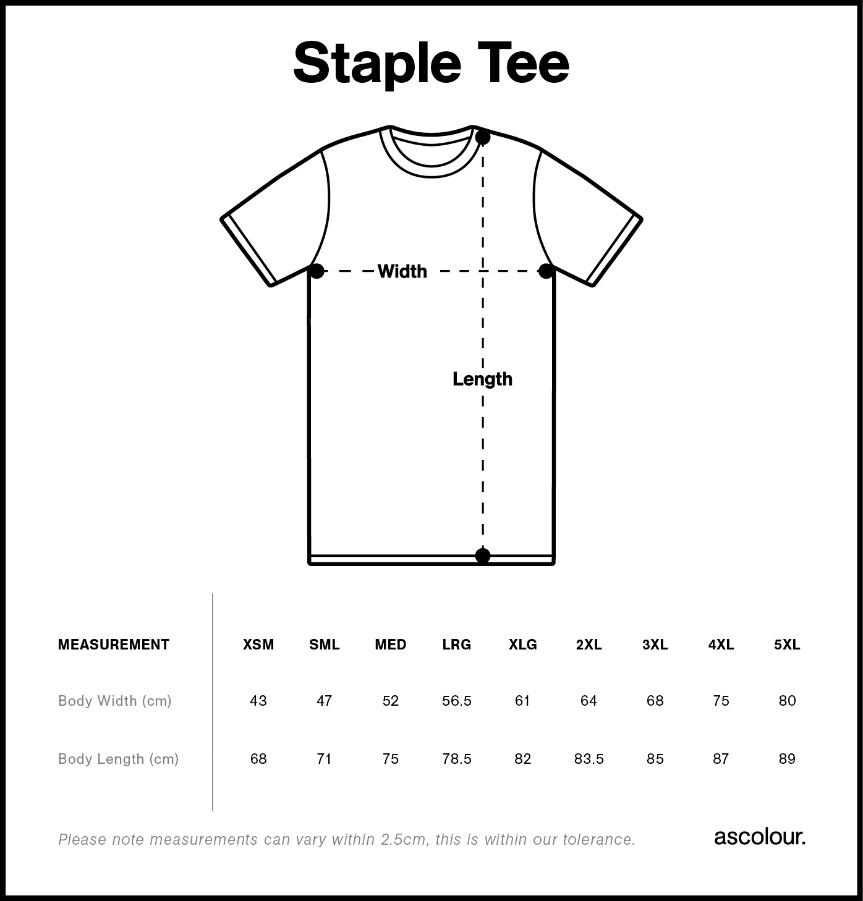 Staple Tee
Width
Length
MEASUREMENT XSM SML MED LRG XLG 2XL 3XL 4XL 5XL
Body Width (cm) 43 47 52 56.5 61 64 68 75 80
Body Length (cm) 68 71 75 78.5 82 83.5 85 87 89
Please note measurements can vary within 2.5cm, this is within our tolerance.
ascolour.